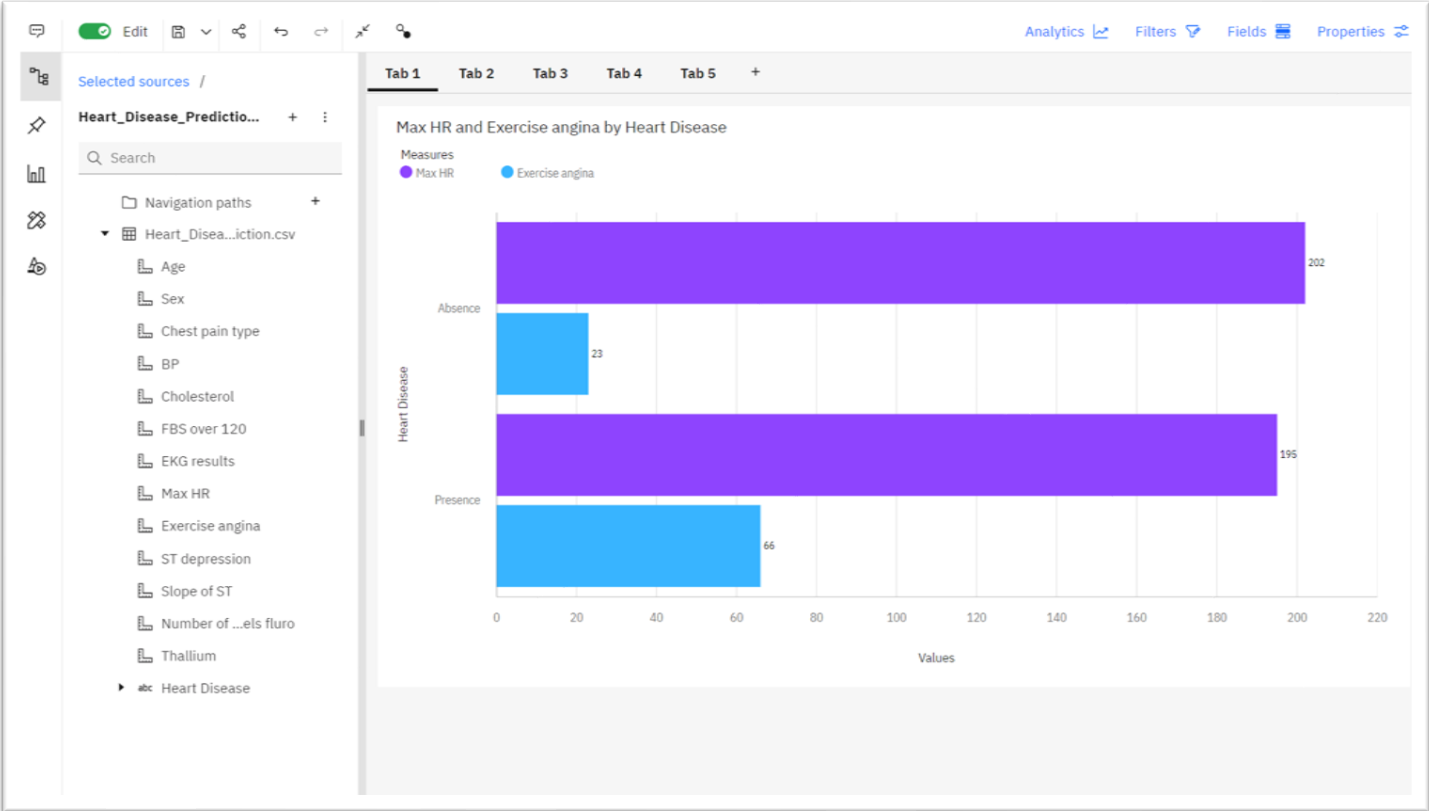 Edit
Analytics
Filters
Fields
Properties
Selected sources /
Heart_Disease_Predictio...
Search
Navigation paths
Heart_Disea...iction.csv
Age
Sex
Chest pain type
BP
Cholesterol
FBS over 120
EKG results
Max HR
Exercise angina
ST depression
Slope of ST
Number of ...els fluro
Thallium
abc Heart Disease
Tab 1 Tab 2 Tab 3 Tab 4 Tab 5 +
Max HR and Exercise angina by Heart Disease
Measures
Max HR Exercise angina
Heart Disease
Absence
202
23
Presence
195
66
0 20 40 60 80 100 120 140 160 180 200 220
Values